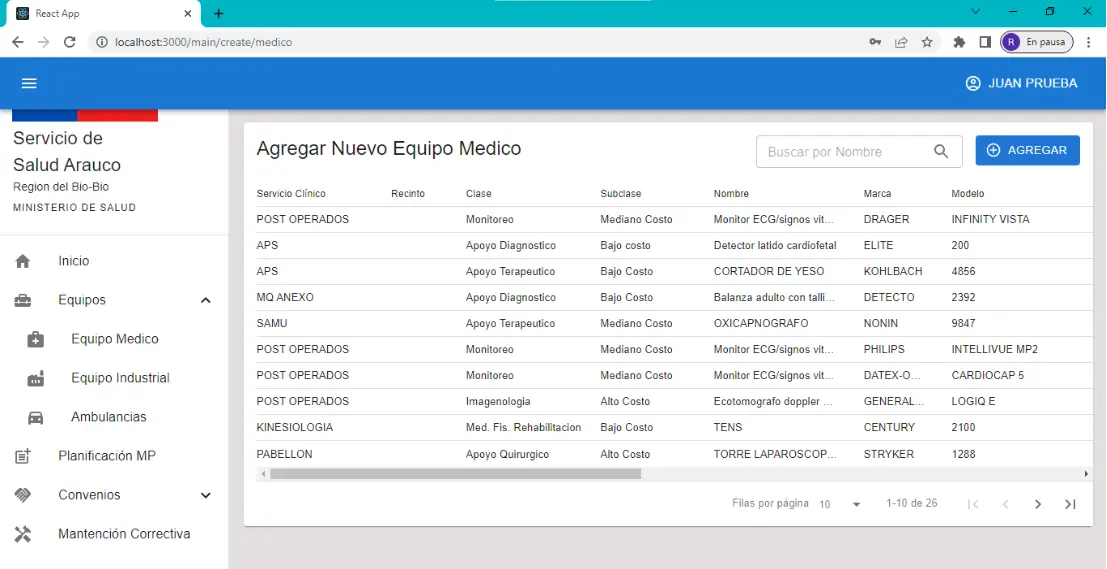 React App
localhost:3000/main/create/medico
R En pausa
JUAN PRUEBA
Servicio de
Salud Arauco
Region del Bio-Bio
MINISTERIO DE SALUD
Inicio
Equipos
Equipo Medico
Equipo Industrial
Ambulancias
Planificación MP
Convenios
Mantención Correctiva
Agregar Nuevo Equipo Medico
Buscar por Nombre
AGREGAR
Servicio Clínico Recinto Clase Subclase Nombre Marca Modelo
POST OPERADOS Monitoreo Mediano Costo Monitor ECG/signos vit... DRAGER INFINITY VISTA
APS Apoyo Diagnostico Bajo costo Detector latido cardiofetal ELITE 200
APS Apoyo Terapeutico Bajo Costo CORTADOR DE YESO KOHLBACH 4856
MQ ANEXO Apoyo Diagnostico Bajo Costo Balanza adulto con talli... DETECTO 2392
SAMU Apoyo Terapeutico Mediano Costo OXICAPNOGRAFO NONIN 9847
POST OPERADOS Monitoreo Mediano Costo Monitor ECG/signos vit... PHILIPS INTELLIVUE MP2
POST OPERADOS Monitoreo Mediano Costo Monitor ECG/signos vit... DATEX-O... CARDIOCAP 5
POST OPERADOS Imagenologia Alto Costo Ecotomografo doppler ... GENERAL... LOGIQ E
KINESIOLOGIA Med. Fis. Rehabilitacion Bajo Costo TENS CENTURY 2100
PABELLON Apoyo Quirurgico Alto Costo TORRE LAPAROSCOP... STRYKER 1288
Filas por página 10 1-10 de 26